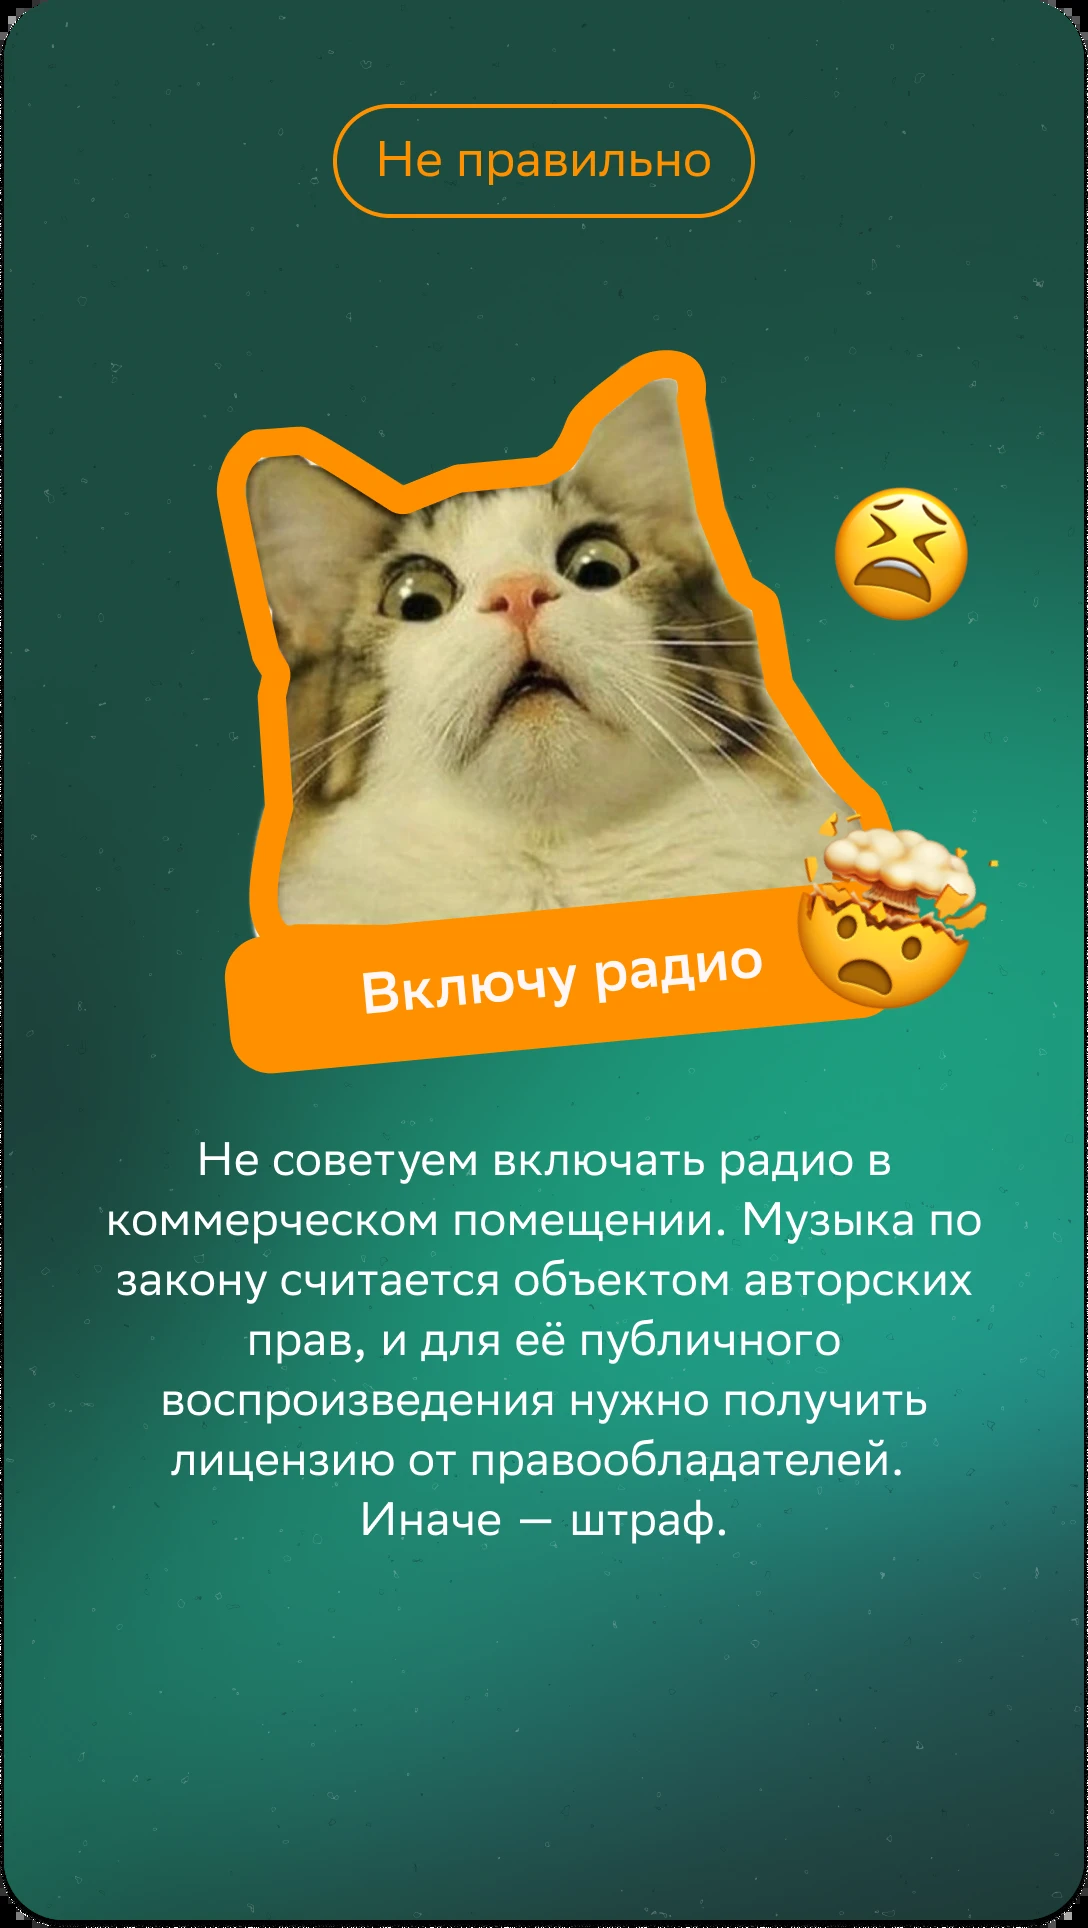 Не правильно
Включу радио
Не советуем включать радио в
коммерческом помещении. Музыка по
закону считается объектом авторских
прав, и для её публичного
воспроизведения нужно получить
лицензию от правообладателей.
Иначе — штраф.